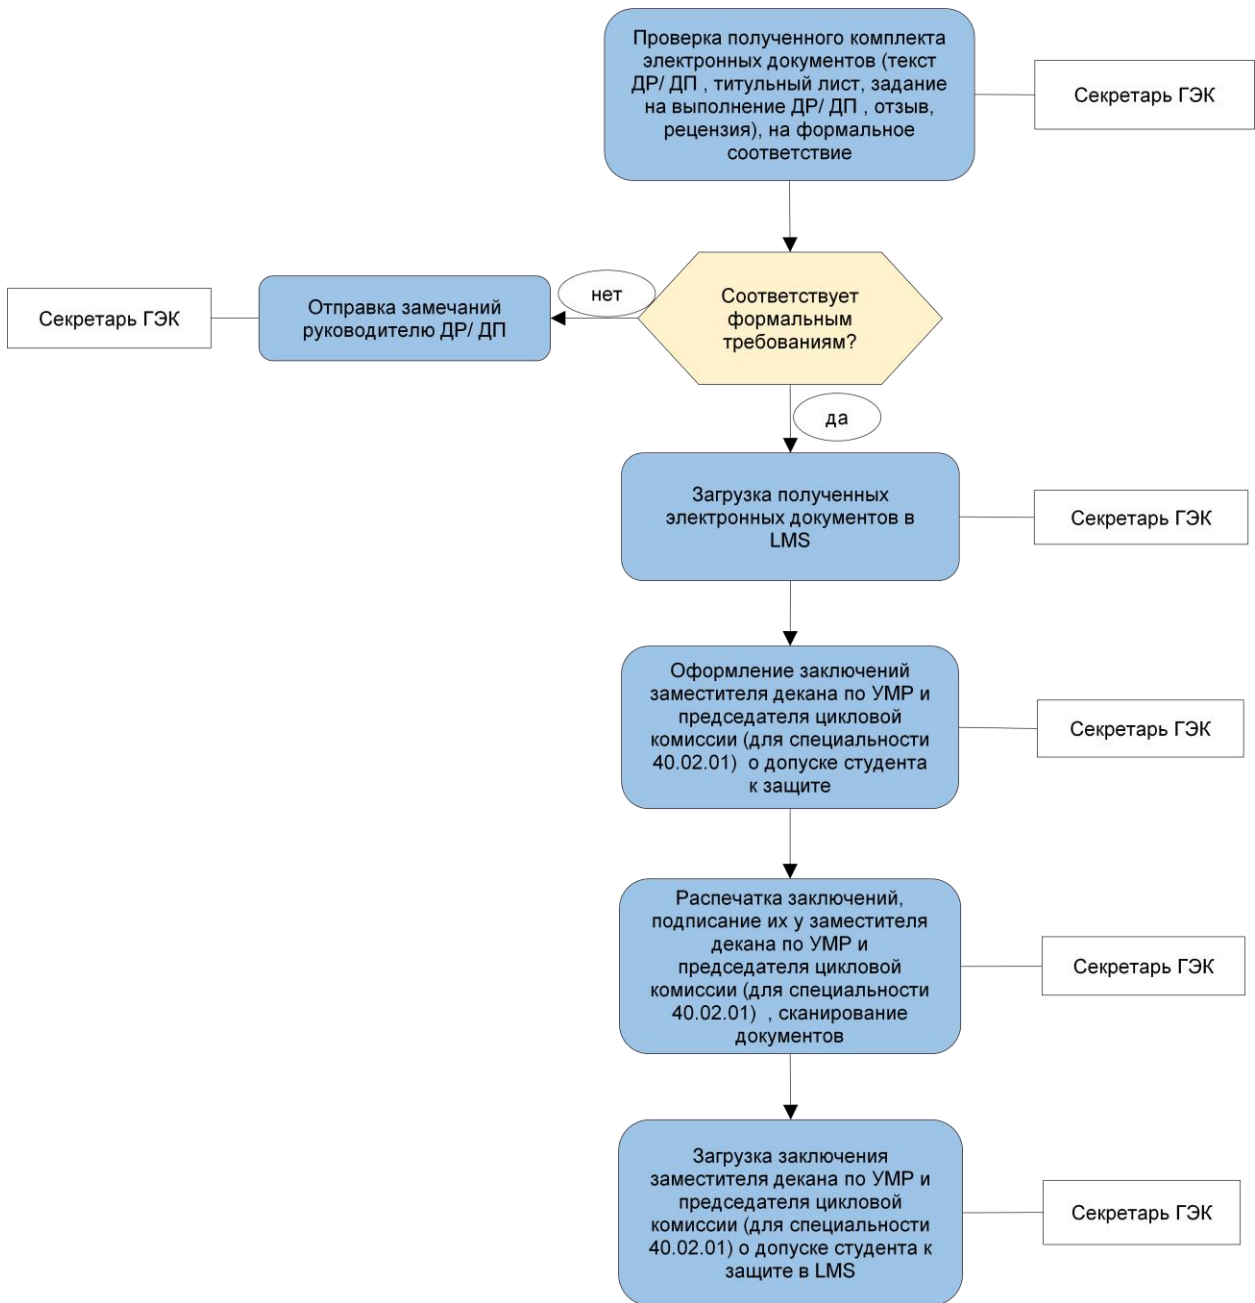 Проверка полученного комплекта
электронных документов (текст
ДР/ ДП , титульный лист, задание
на выполнение ДР/ ДП , отзыв,
рецензия), на формальное
соответствие
Секретарь ГЭК
Соответствует
формальным
требованиям?
нет
Отправка замечаний
руководителю ДР/ ДП
Секретарь ГЭК
да
Загрузка полученных
электронных документов в
LMS
Секретарь ГЭК
Оформление заключений
заместителя декана по УМР и
председателя цикловой
комиссии (для специальности
40.02.01) о допуске студента
к защите
Секретарь ГЭК
Распечатка заключений,
подписание их у заместителя
декана по УМР и
председателя цикловой
комиссии (для специальности
40.02.01) , сканирование
документов
Секретарь ГЭК
Загрузка заключения
заместителя декана по УМР и
председателя цикловой
комиссии (для специальности
40.02.01) о допуске студента к
защите в LMS
Секретарь ГЭК